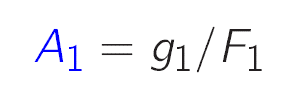 A₁ = g₁/F₁